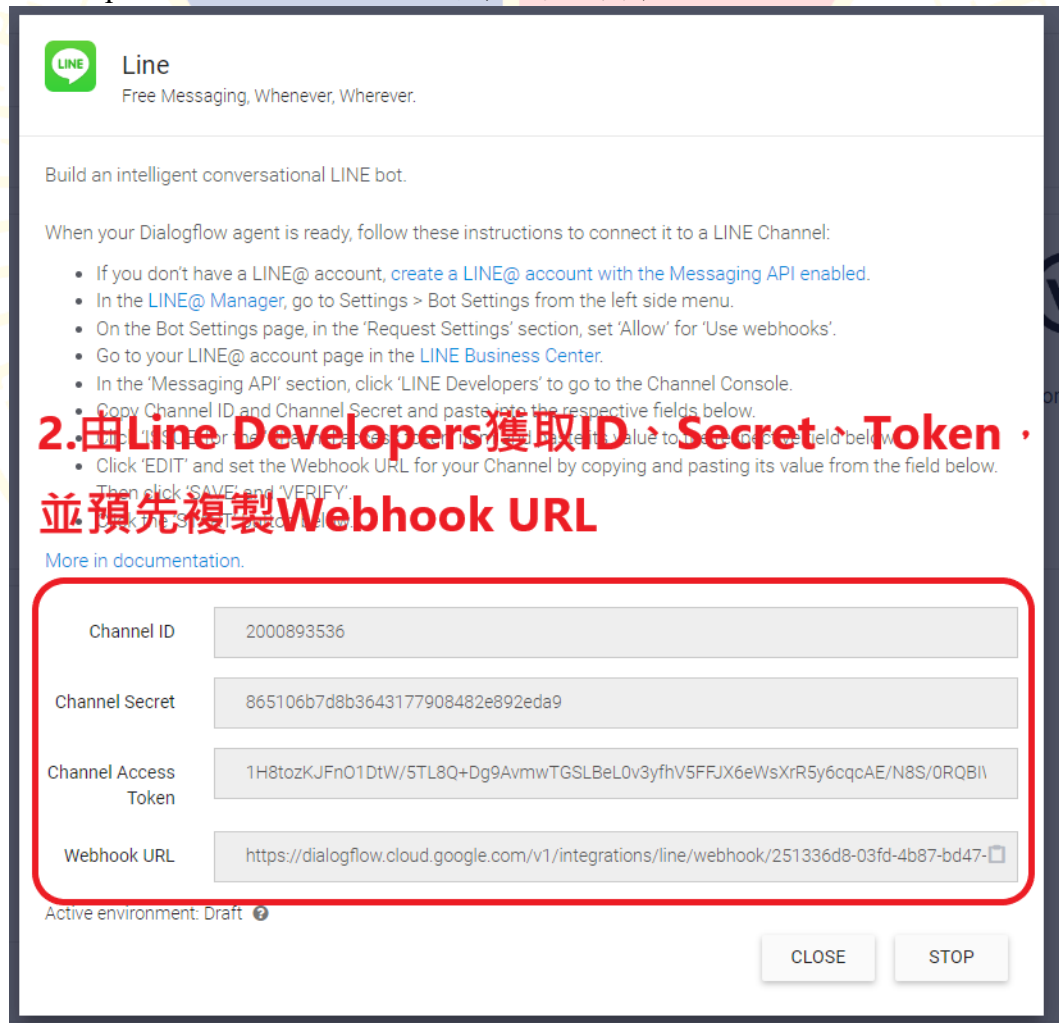 LINE
Line
Free Messaging, Whenever, Wherever.
Build an intelligent conversational LINE bot.
When your Dialogflow agent is ready, follow these instructions to connect it to a LINE Channel:
If you don't have a LINE@ account, create a LINE@ account with the Messaging API enabled.
In the LINE@ Manager, go to Settings > Bot Settings from the left side menu.
On the Bot Settings page, in the 'Request Settings' section, set 'Allow' for 'Use webhooks'.
Go to your LINE@ account page in the LINE Business Center.
In the 'Messaging API' section, click 'LINE Developers' to go to the Channel Console.
Copy Channel ID and Channel Secret and paste into the respective fields below.
2.由Line Developers獲取ID、Secret、Token，
Click 'EDIT' and set the Webhook URL for your Channel by copying and pasting its value from the field below.
Then click 'SAVE' and 'VERIFY'.
並預先複製Webhook URL
More in documentation.
Channel ID 2000893536
Channel Secret 865106b7d8b3643177908482e892eda9
Channel Access 1H8tozKJFnO1DtW/5TL8Q+Dg9AvmwTGSLBeL0v3yfhV5FFJX6eWsXrR5y6cqcAE/N8S/0RQBI
Token
Webhook URL https://dialogflow.cloud.google.com/v1/integrations/line/webhook/251336d8-03fd-4b87-bd47-
Active environment: Draft
CLOSE STOP